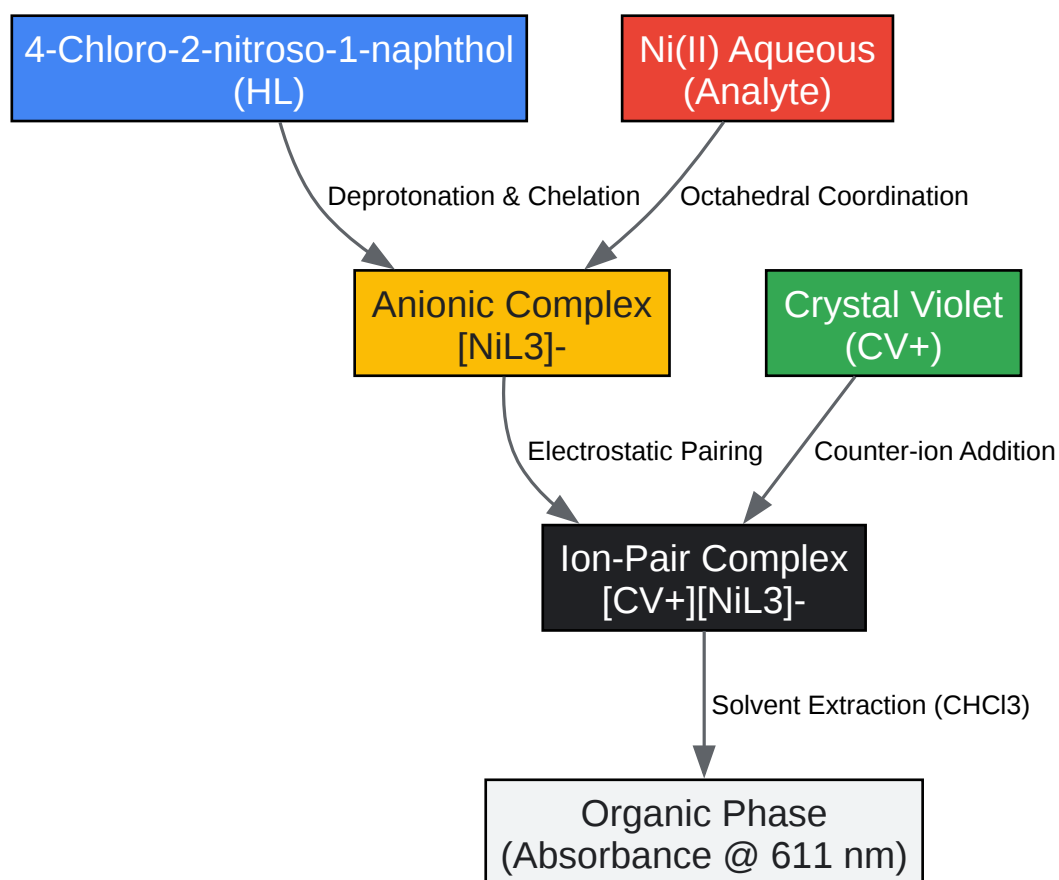 4-Chloro-2-nitroso-1-naphthol
(HL)
Ni(II) Aqueous
(Analyte)
Deprotonation & Chelation
Octahedral Coordination
Anionic Complex
[NiL3]-
Crystal Violet
(CV+)
Electrostatic Pairing
Counter-ion Addition
Ion-Pair Complex
[CV+][NiL3]-
Solvent Extraction (CHCl3)
Organic Phase
(Absorbance @ 611 nm)